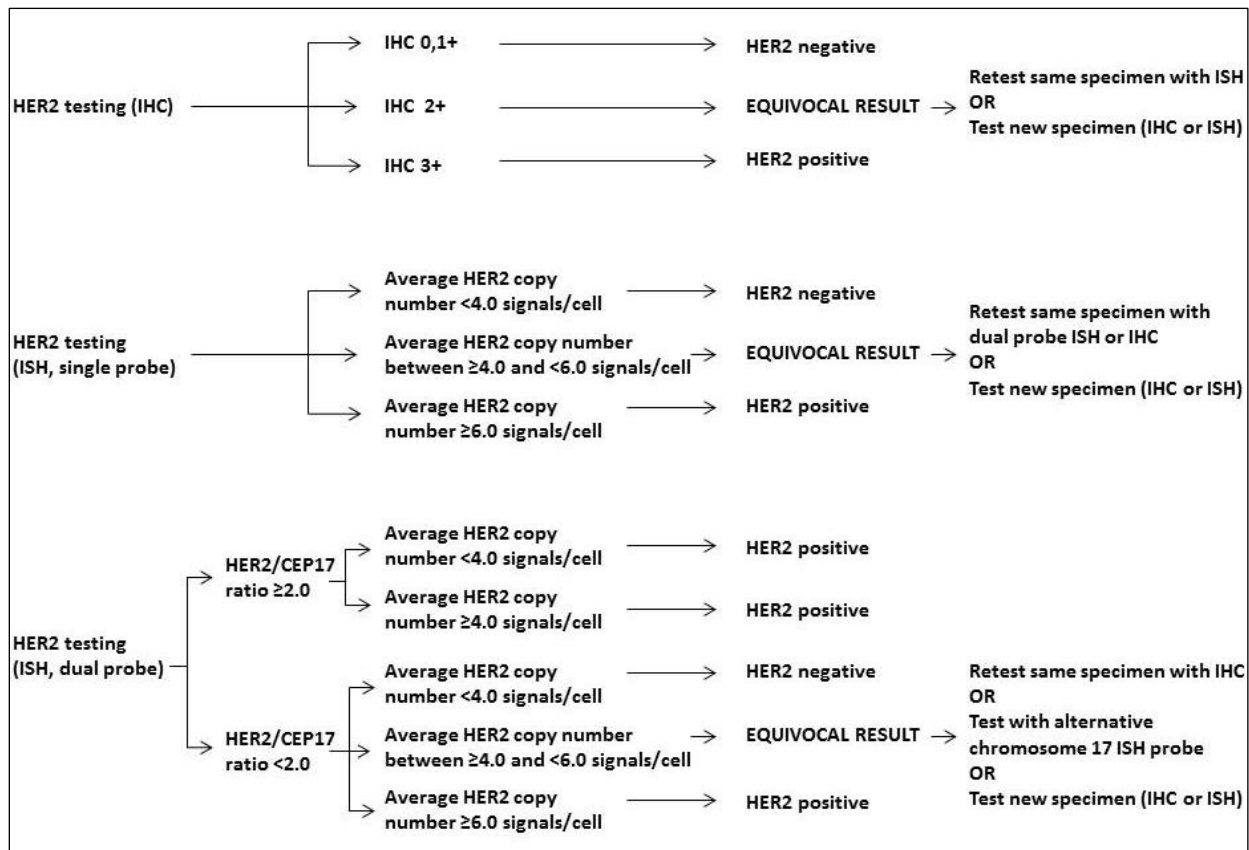 HER2 testing (IHC)
IHC 0,1+
HER2 negative
IHC 2+
EQUIVOCAL RESULT
Retest same specimen with ISH
OR
Test new specimen (IHC or ISH)
IHC 3+
HER2 positive
HER2 testing
(ISH, single probe)
Average HER2 copy
number <4.0 signals/cell
HER2 negative
Average HER2 copy number
between ≥4.0 and <6.0 signals/cell
EQUIVOCAL RESULT
Retest same specimen with
dual probe ISH or IHC
OR
Test new specimen (IHC or ISH)
Average HER2 copy
number ≥6.0 signals/cell
HER2 positive
HER2 testing
(ISH, dual probe)
HER2/CEP17
ratio ≥2.0
Average HER2 copy
number <4.0 signals/cell
HER2 positive
Average HER2 copy
number ≥4.0 signals/cell
HER2 positive
HER2/CEP17
ratio <2.0
Average HER2 copy
number <4.0 signals/cell
HER2 negative
Average HER2 copy number
between ≥4.0 and <6.0 signals/cell
EQUIVOCAL RESULT
Retest same specimen with IHC
OR
Test with alternative
chromosome 17 ISH probe
OR
Test new specimen (IHC or ISH)
Average HER2 copy
number ≥6.0 signals/cell
HER2 positive